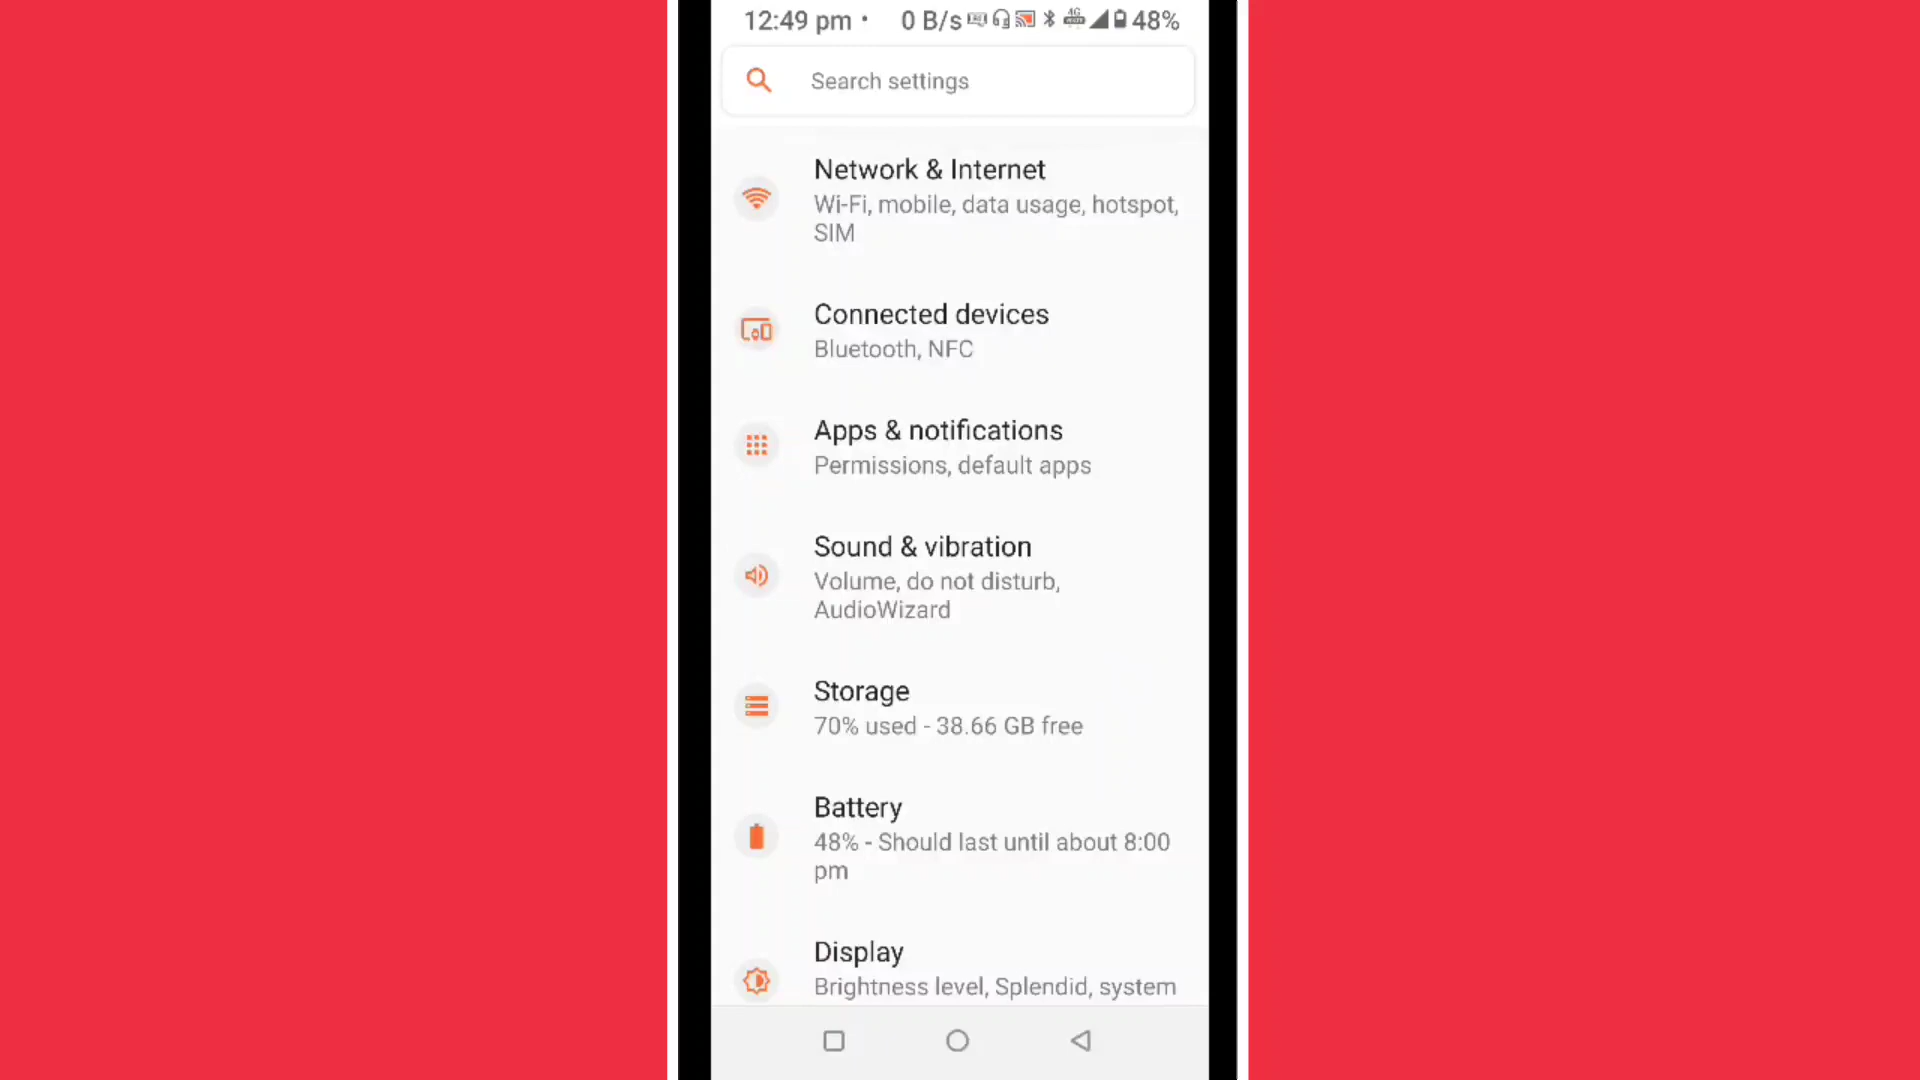 12:49 pm • 0 B/s 4G 48%
Search settings
Network & Internet
Wi-Fi, mobile, data usage, hotspot,
SIM
Connected devices
Bluetooth, NFC
Apps & notifications
Permissions, default apps
Sound & vibration
Volume, do not disturb,
AudioWizard
Storage
70% used - 38.66 GB free
Battery
48% - Should last until about 8:00
pm
Display
Brightness level, Splendid, system